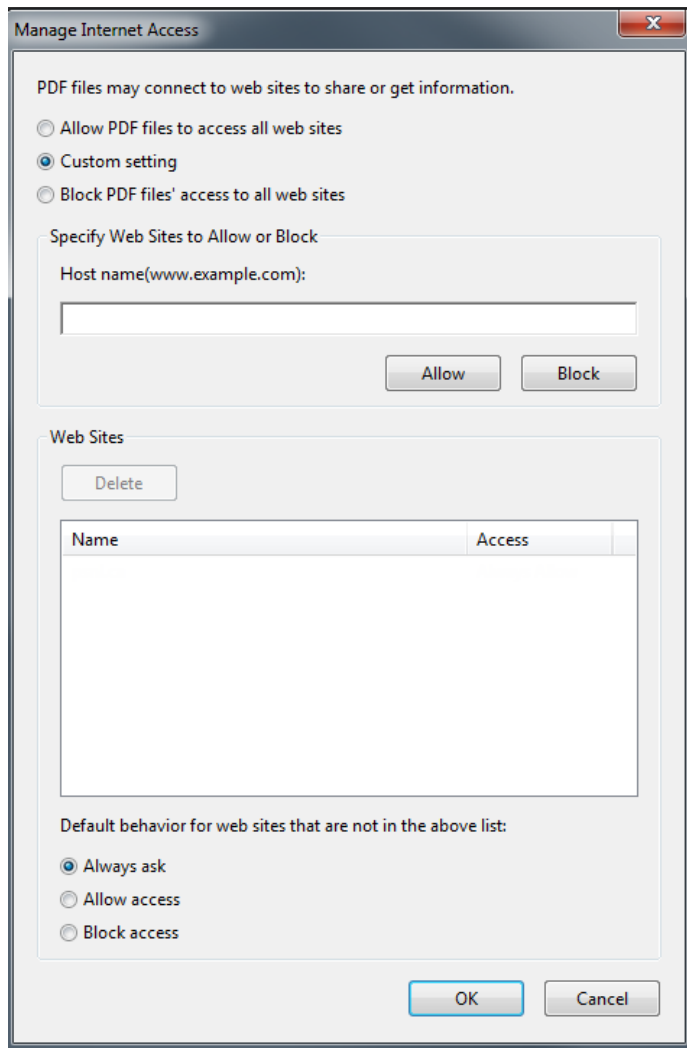 Manage Internet Access
PDF files may connect to web sites to share or get information.
Allow PDF files to access all web sites
Custom setting
Block PDF files' access to all web sites
Specify Web Sites to Allow or Block
Host name(www.example.com):
Allow Block
Web Sites
Delete
Name Access
Default behavior for web sites that are not in the above list:
Always ask
Allow access
Block access
OK Cancel